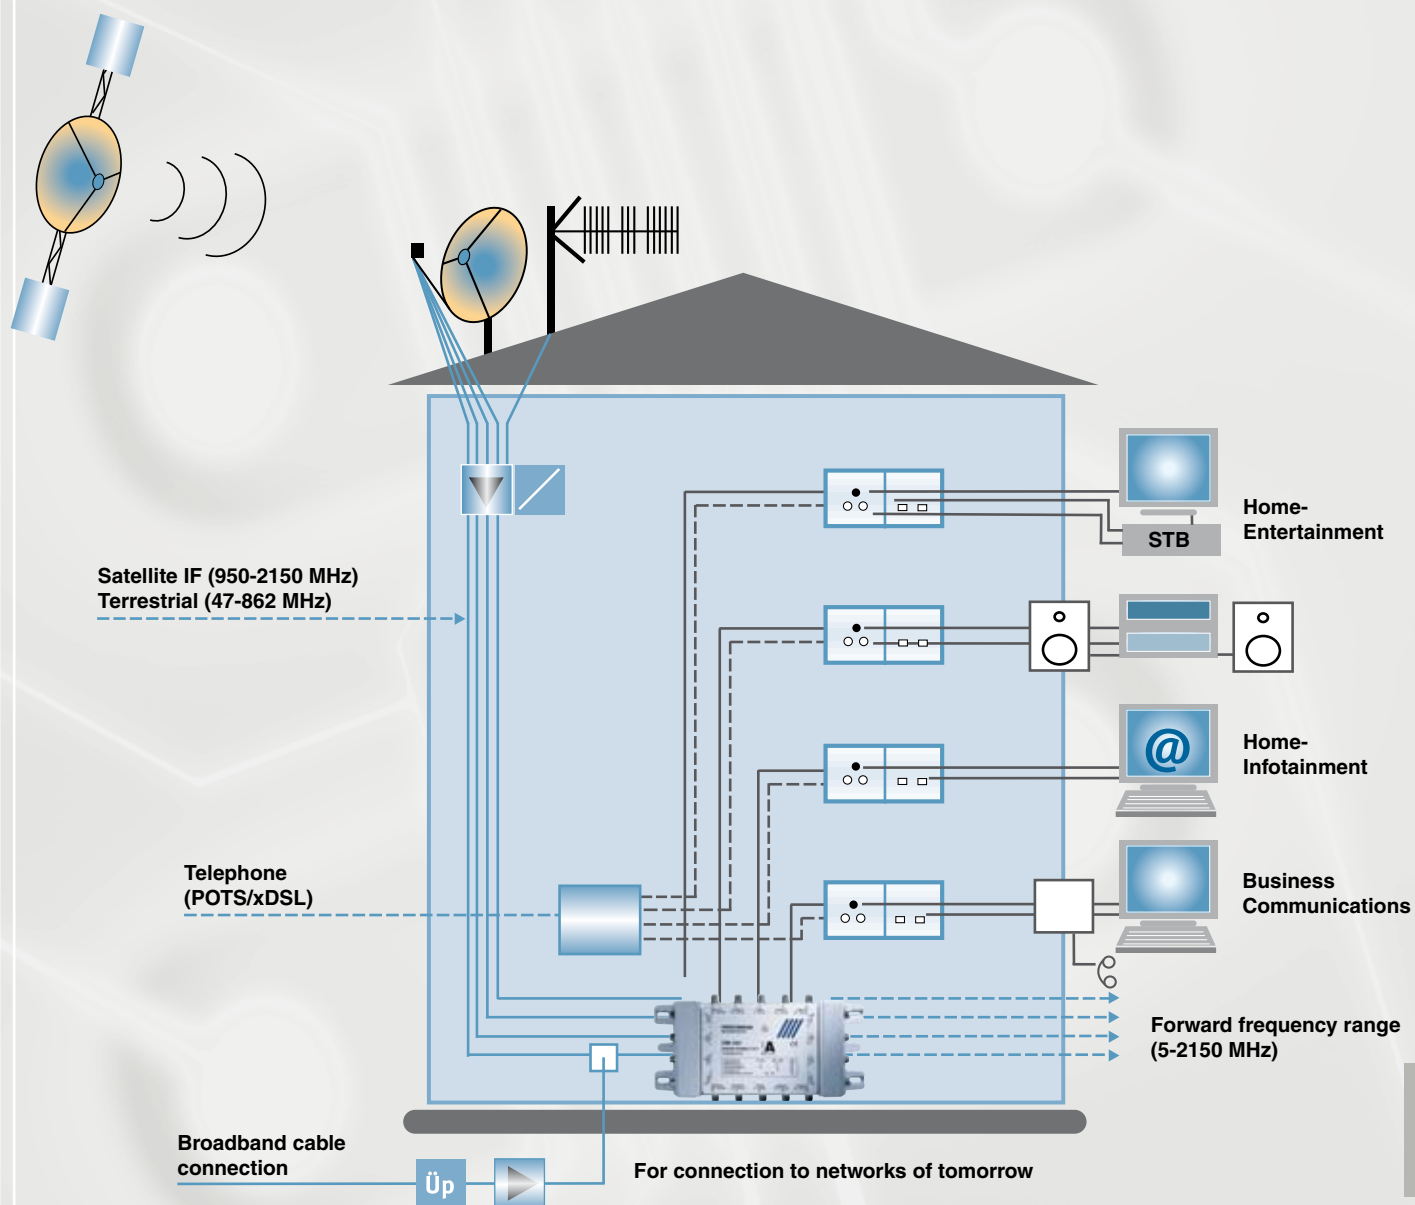 Home-
Entertainment
STB
Satellite IF (950-2150 MHz)
Terrestrial (47-862 MHz)
@
Home-
Infotainment
Telephone
(POTS/xDSL)
Business
Communications
A
Forward frequency range
(5-2150 MHz)
Broadband cable
connection
Üp
For connection to networks of tomorrow